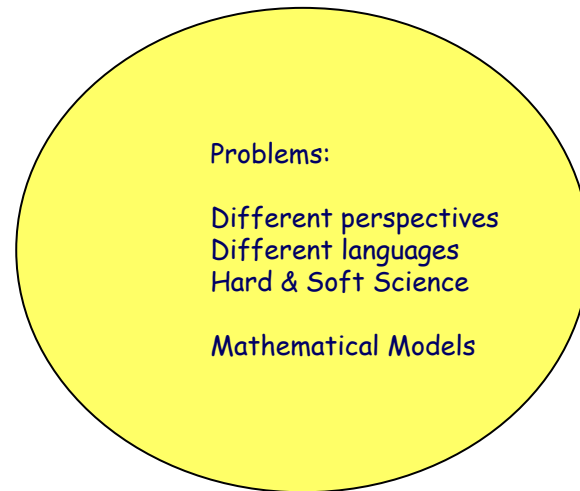 Problems:
Different perspectives
Different languages
Hard & Soft Science
Mathematical Models